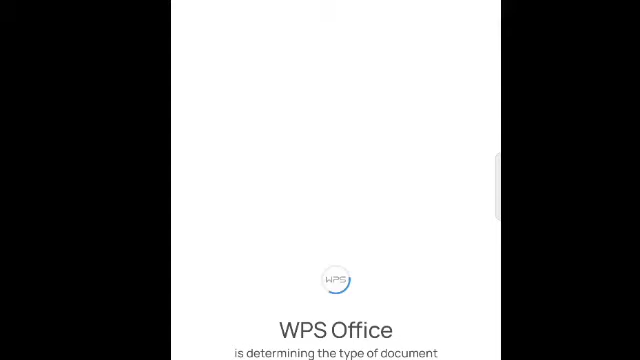 WPS
WPS Office
is determining the type of document